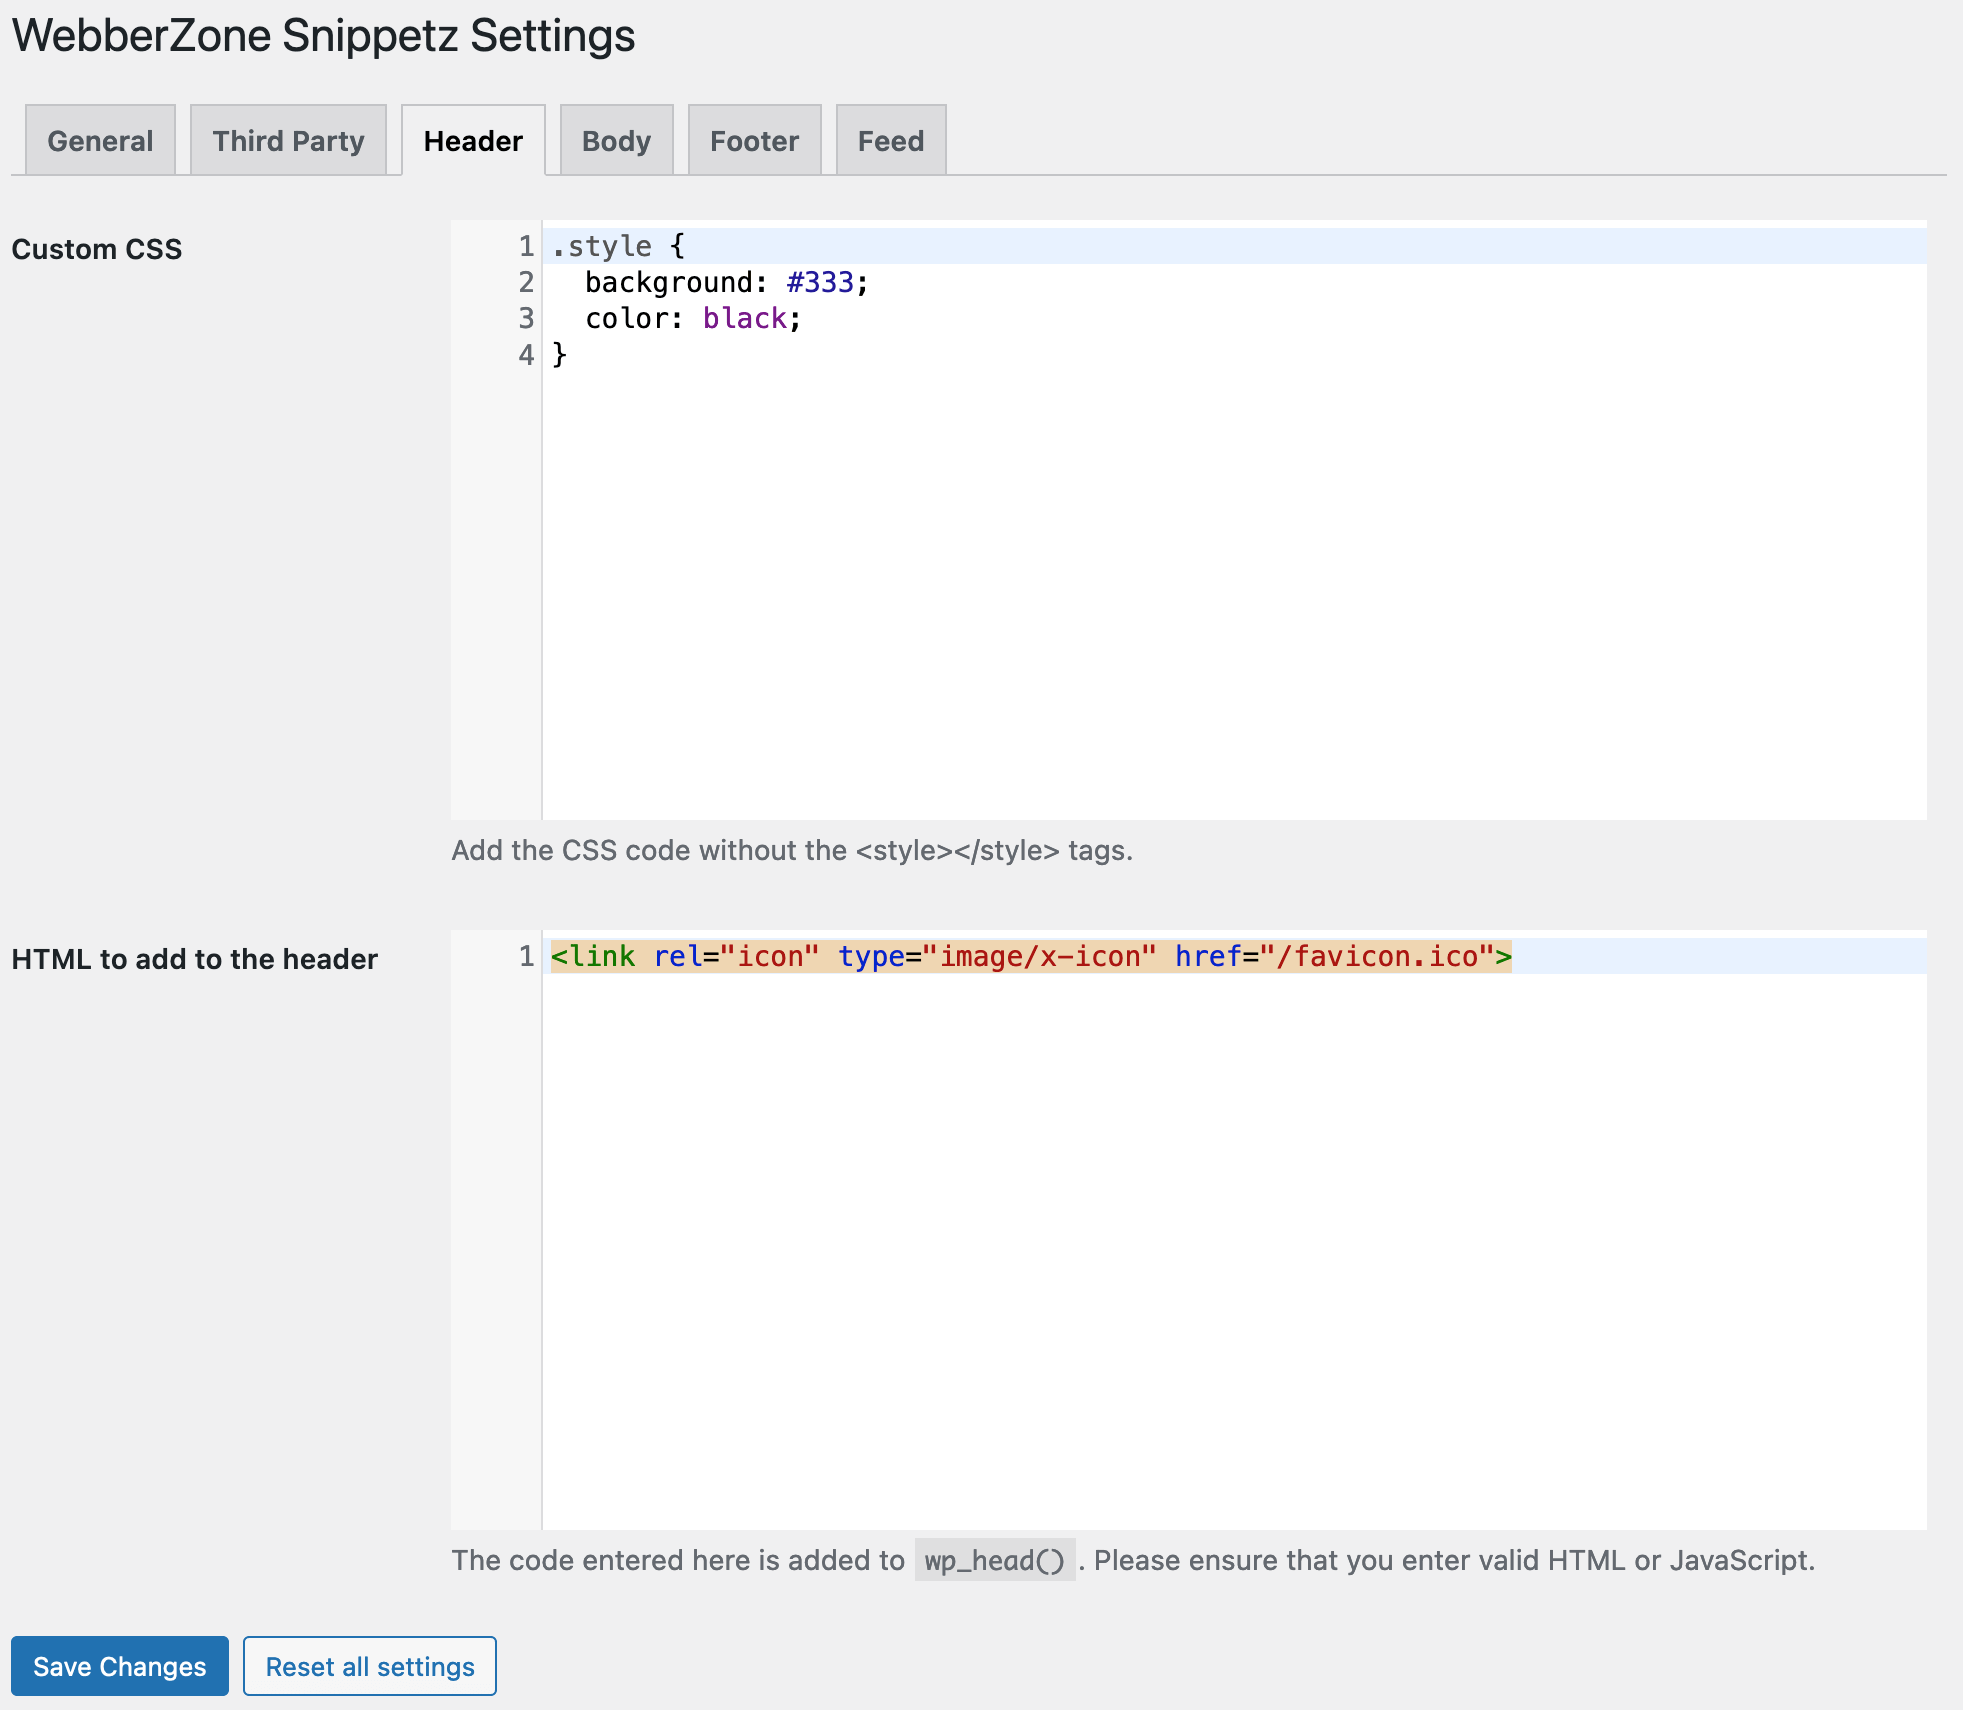 WebberZone Snippetz Settings
General Third Party Header Body Footer Feed
Custom CSS
1 .style {
2   background: #333;
3   color: black;
4 }
Add the CSS code without the <style></style> tags.
HTML to add to the header
1 <link rel="icon" type="image/x-icon" href="/favicon.ico">
The code entered here is added to wp_head() . Please ensure that you enter valid HTML or JavaScript.
Save Changes Reset all settings